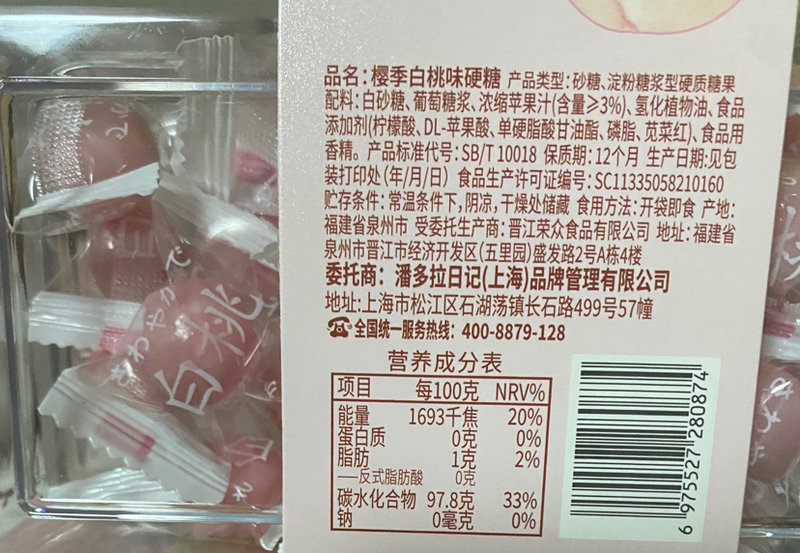 品名：樱季白桃味硬糖 产品类型：砂糖、淀粉糖浆型硬质糖果
配料：白砂糖、葡萄糖浆、浓缩苹果汁(含量≥3%)、氢化植物油、食品
添加剂(柠檬酸、DL-苹果酸、单硬脂酸甘油酯、磷脂、苋菜红)、食品用
香精。产品标准代号：SB/T 10018 保质期：12个月 生产日期:见包
装打印处(年/月/日) 食品生产许可证编号：SC11335058210160
贮存条件：常温条件下，阴凉，干燥处储藏 食用方法：开袋即食 产地：
福建省泉州市 受委托生产商：晋江荣众食品有限公司 地址：福建省
泉州市晋江市经济开发区(五里园)盛发路2号A栋4楼
委托商：潘多拉日记(上海)品牌管理有限公司
地址:上海市松江区石湖荡镇长石路499号57幢
全国统一服务热线：400-8879-128
营养成分表
项目 每100克 NRV%
能量 1693千焦 20%
蛋白质 0克 0%
脂肪 1克 2%
——反式脂肪酸 0克
碳水化合物 97.8克 33%
钠 0毫克 0%
6 975527 280874
さわやかで
白桃